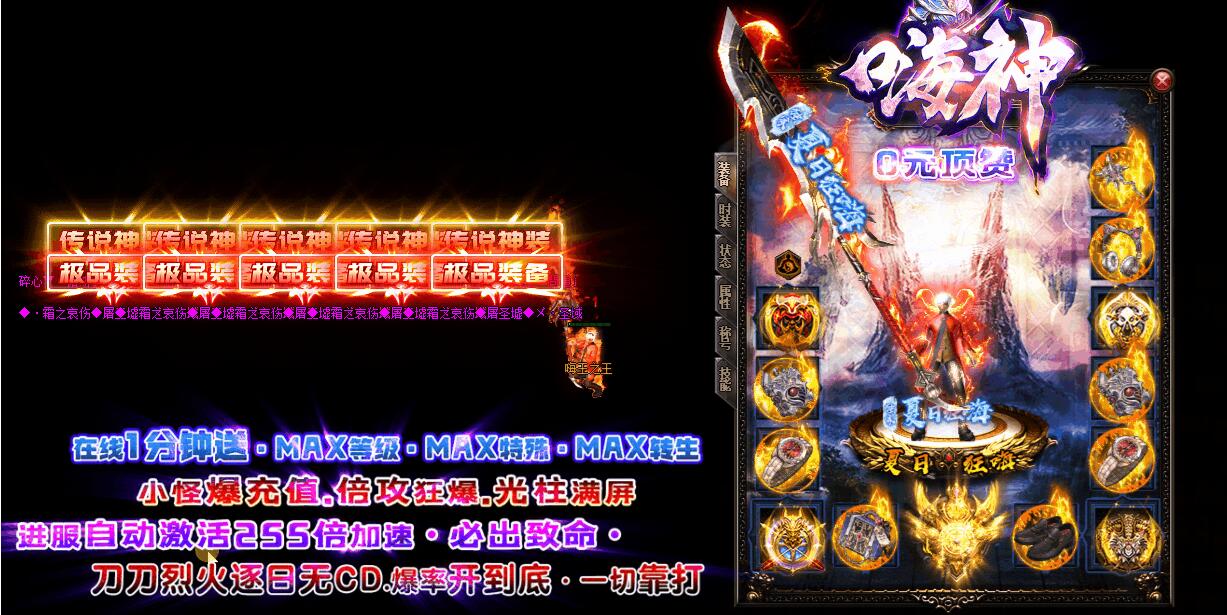 嗨神
0元顶赞
夏日狂嗨
装备
时装
状态
属性
称号
技能
传说神 传说神 传说神 传说神 传说神装
极品装 极品装 极品装 极品装 极品装备
碎心
嗨王之王
夏日狂嗨
夏日狂嗨
在线1分钟送·MAX等级·MAX特殊·MAX转生
小怪爆充值.倍攻狂爆.光柱满屏
进服自动激活255倍加速·必出致命·
刀刀烈火逐日无CD.爆率开到底·一切靠打